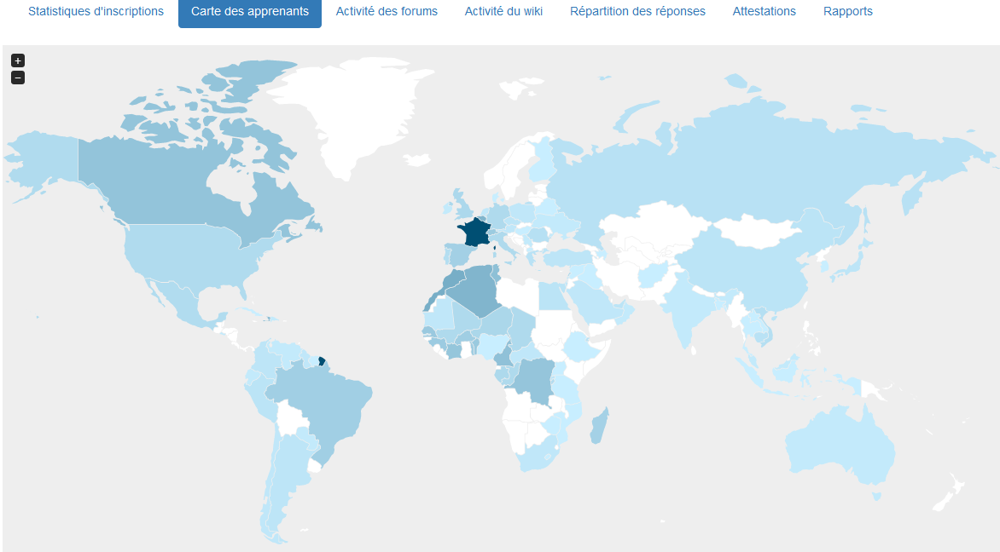 Statistiques d'inscriptions Carte des apprenants Activité des forums Activité du wiki Répartition des réponses Attestations Rapports
+
−